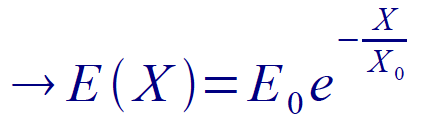 → E(X) = E₀e^{-X/X₀}